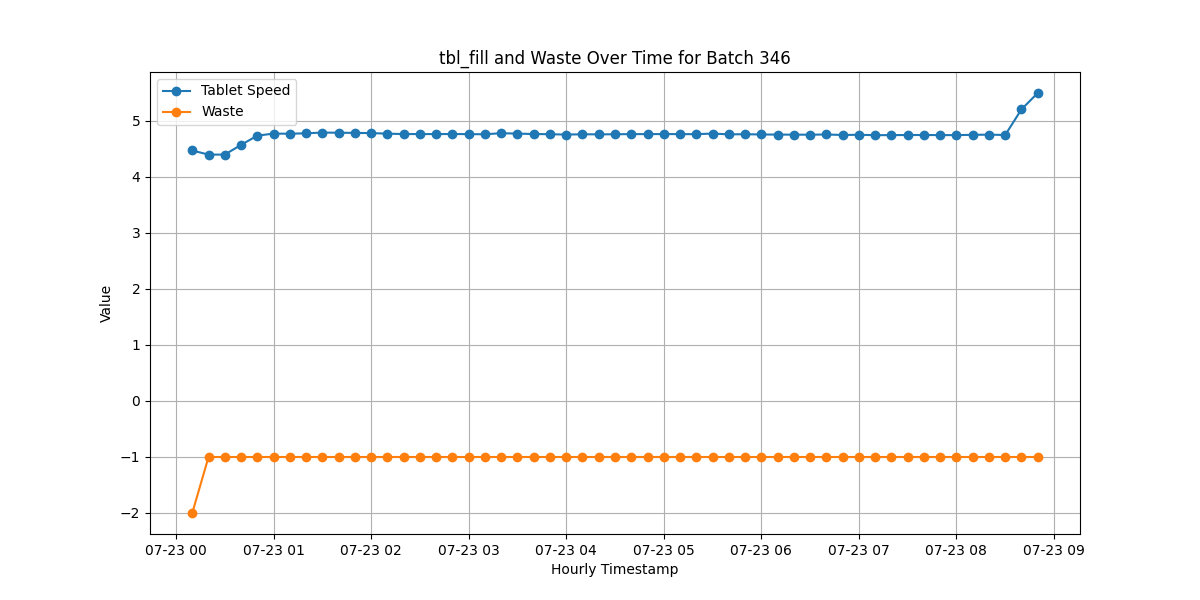 tbl_fill and Waste Over Time for Batch 346
Tablet Speed
Waste
5
4
3
2
1
0
−1
−2
Value
07-23 00 07-23 01 07-23 02 07-23 03 07-23 04 07-23 05 07-23 06 07-23 07 07-23 08 07-23 09
Hourly Timestamp